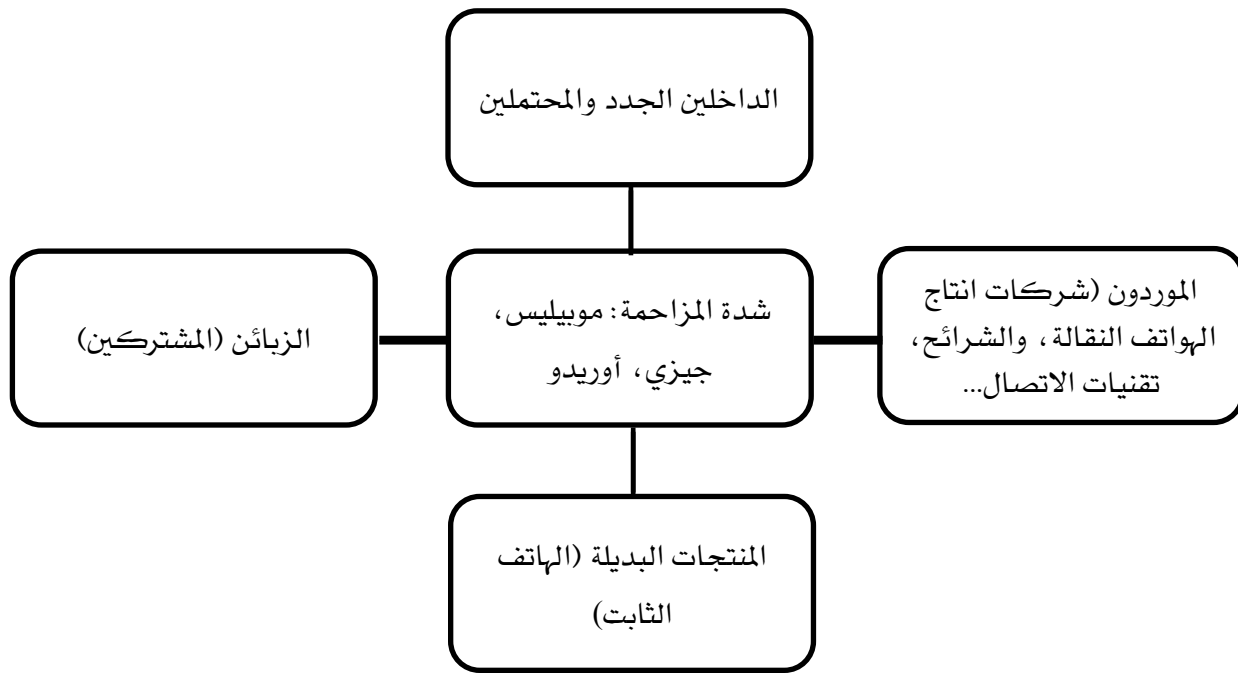 الداخلين الجدد والمحتملين
الموردون (شركات انتاج
الهواتف النقالة، والشرائح،
تقنيات الاتصال...
شدة المزاحمة: موبيليس،
جيزي، أوريدو
الزبائن (المشتركين)
المنتجات البديلة (الهاتف
الثابت)